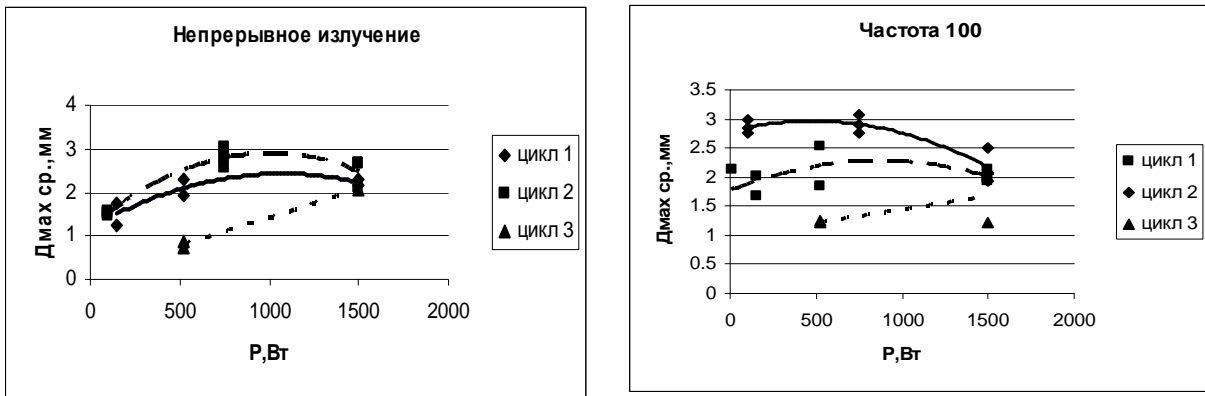 Непрерывное излучение
Дмах ср.,мм
4
3
2
1
0
0 500 1000 1500 2000
Р,Вт
цикл 1
цикл 2
цикл 3
Частота 100
Дмах ср.,мм
3.5
3
2.5
2
1.5
1
0.5
0
0 500 1000 1500 2000
Р,Вт
цикл 1
цикл 2
цикл 3